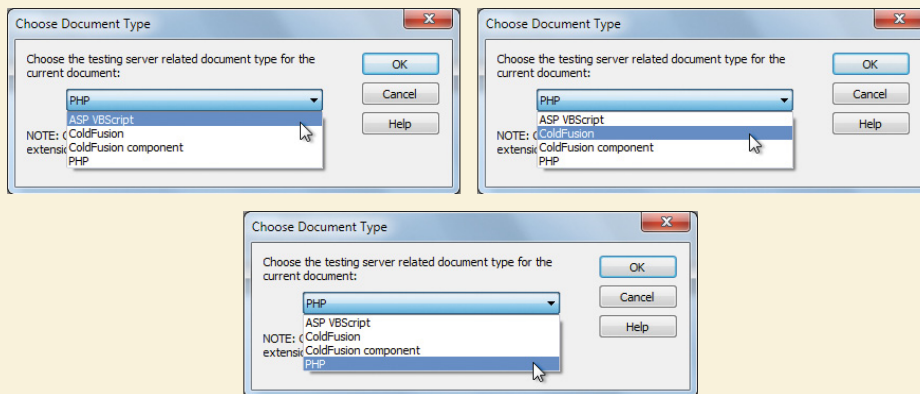 Choose Document Type
Choose the testing server related document type for the
current document:
OK
Cancel
Help
PHP
ASP VBScript
ColdFusion
ColdFusion component
PHP
NOTE:
Choose Document Type
Choose the testing server related document type for the
current document:
OK
Cancel
Help
PHP
ASP VBScript
ColdFusion
ColdFusion component
PHP
NOTE:
Choose Document Type
Choose the testing server related document type for the
current document:
OK
Cancel
Help
PHP
ASP VBScript
ColdFusion
ColdFusion component
PHP
NOTE: